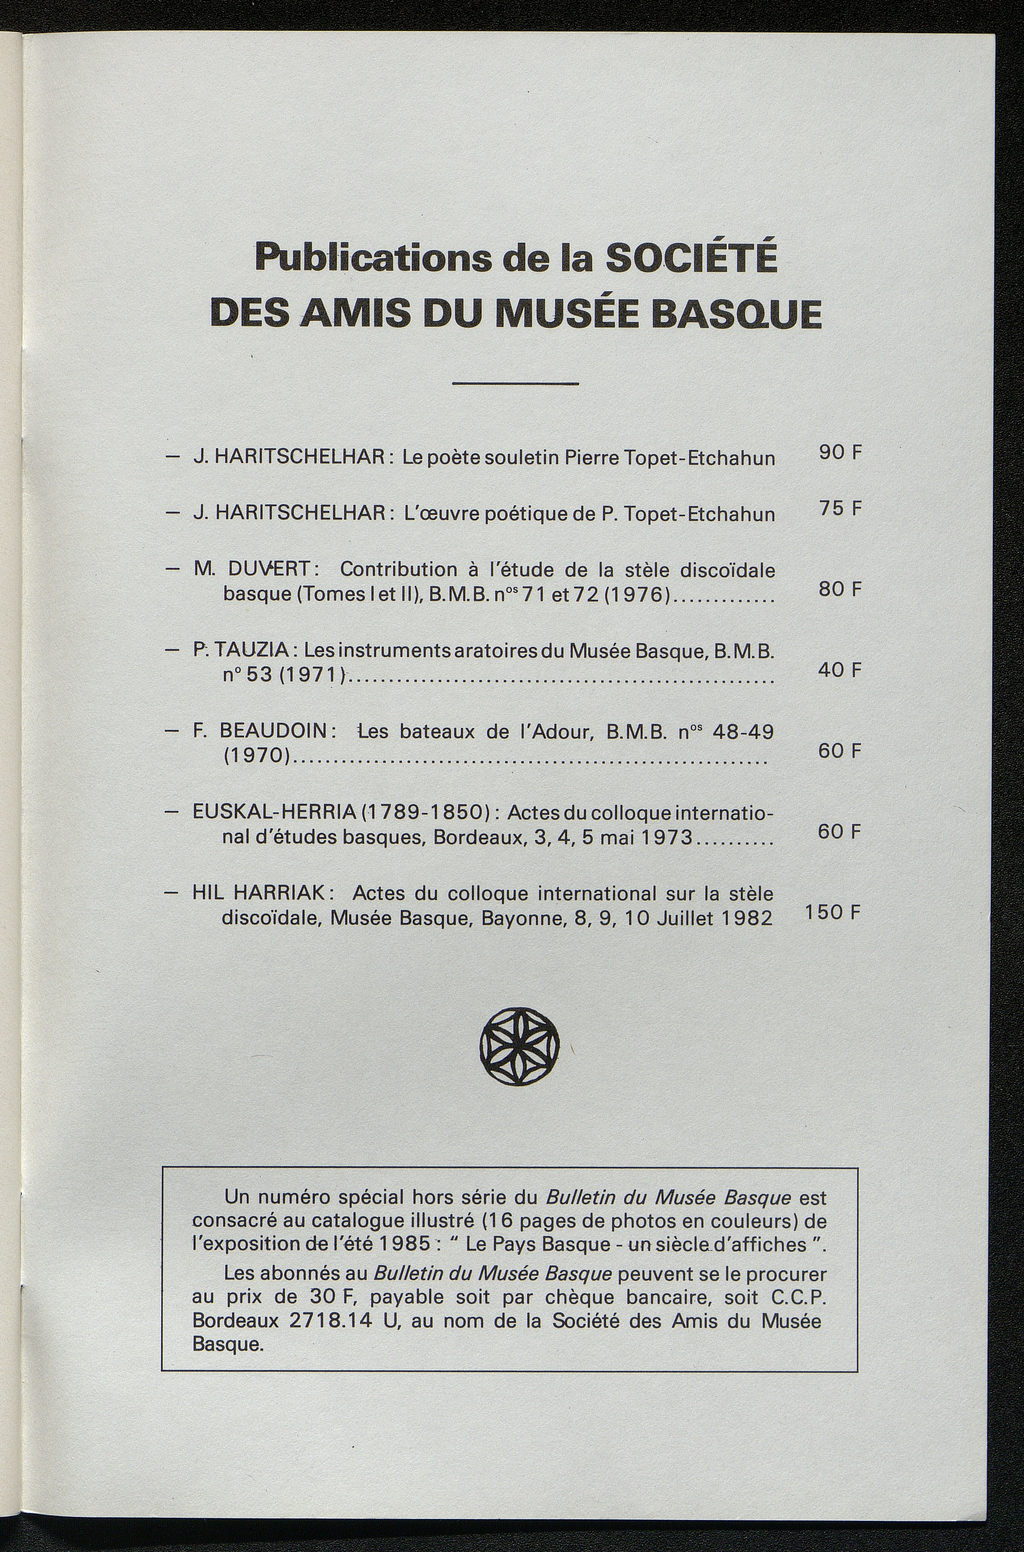 Publications de la SOCIÉTÉ
DES AMIS DU MUSÉE BASQUE
— J. HARITSCHELHAR : Le poète souletin Pierre Topet-Etchahun 90 F
— J. HARITSCHELHAR : L'œuvre poétique de P. Topet-Etchahun 75 F
— M. DUVERT : Contribution à l'étude de la stèle discoïdale
basque (Tomes I et II), B.M.B. nos 71 et 72 (1976)............. 80 F
— P. TAUZIA : Les instruments aratoires du Musée Basque, B.M.B.
n° 53 (1971)..................................................... 40 F
— F. BEAUDOIN : Les bateaux de l'Adour, B.M.B. nos 48-49
(1970)........................................................... 60 F
— EUSKAL-HERRIA (1789-1850) : Actes du colloque internatio-
nal d'études basques, Bordeaux, 3, 4, 5 mai 1973.......... 60 F
— HIL HARRIAK : Actes du colloque international sur la stèle
discoïdale, Musée Basque, Bayonne, 8, 9, 10 Juillet 1982 150 F
Un numéro spécial hors série du Bulletin du Musée Basque est
consacré au catalogue illustré (16 pages de photos en couleurs) de
l'exposition de l'été 1985 : " Le Pays Basque - un siècle d'affiches ".
Les abonnés au Bulletin du Musée Basque peuvent se le procurer
au prix de 30 F, payable soit par chèque bancaire, soit C.C.P.
Bordeaux 2718.14 U, au nom de la Société des Amis du Musée
Basque.